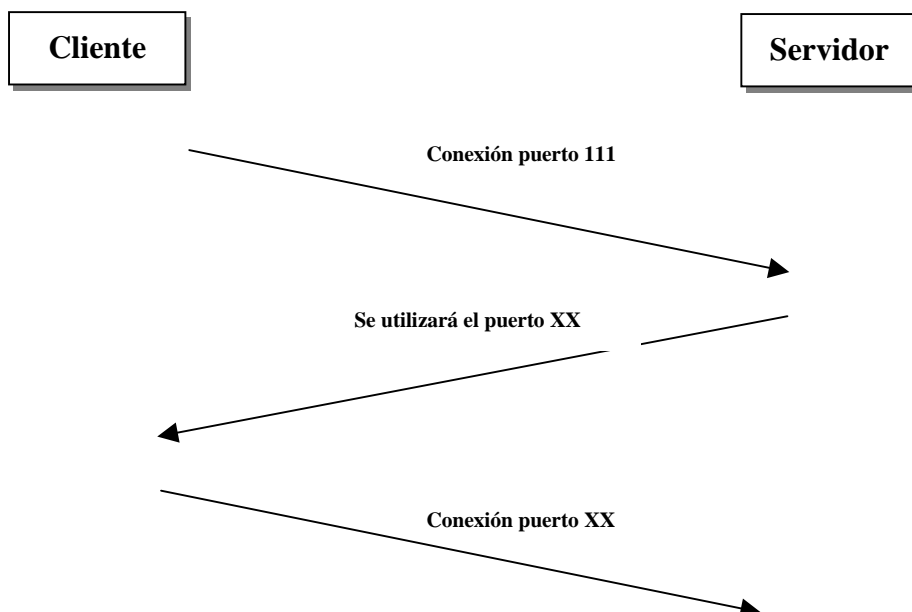 Cliente
Servidor
Conexión puerto 111
Se utilizará el puerto XX
Conexión puerto XX